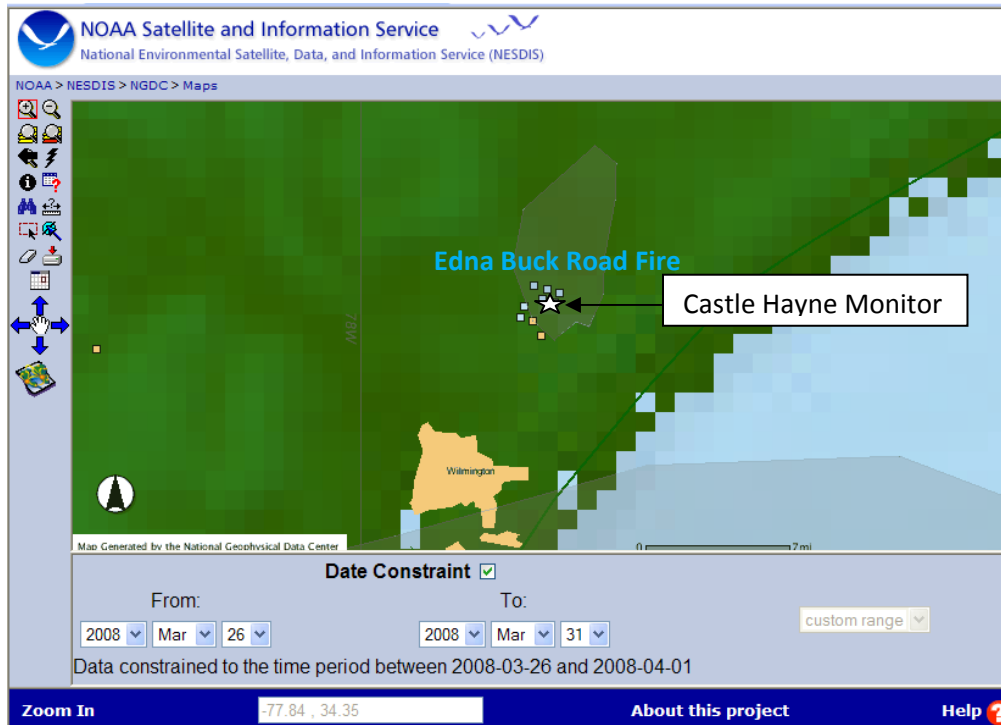 NOAA Satellite and Information Service
National Environmental Satellite, Data, and Information Service (NESDIS)
NOAA > NESDIS > NGDC > Maps
Edna Buck Road Fire
Castle Hayne Monitor
78W
Wilmington
Map Generated by the National Geophysical Data Center
0 7mi
Date Constraint
From: To:
2008 Mar 26 2008 Mar 31 custom range
Data constrained to the time period between 2008-03-26 and 2008-04-01
Zoom In -77.84 , 34.35 About this project Help ?